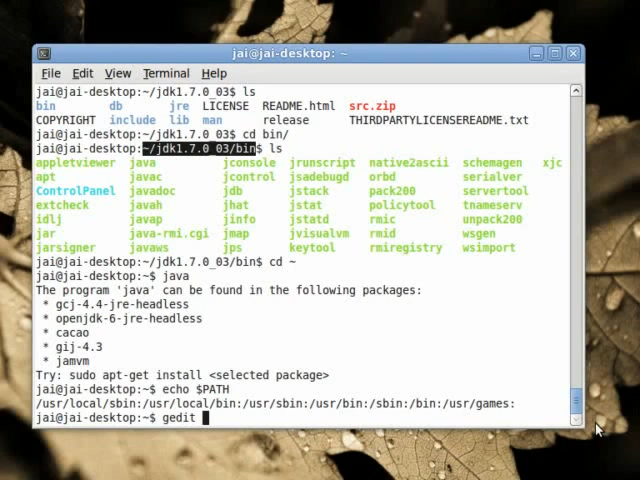 jai@jai-desktop: ~
File Edit View Terminal Help
jai@jai-desktop:~/jdk1.7.0_03$ ls
bin db jre LICENSE README.html src.zip
COPYRIGHT include lib man release THIRDPARTYLICENSEREADME.txt
jai@jai-desktop:~/jdk1.7.0_03$ cd bin/
jai@jai-desktop:~/jdk1.7.0_03/bin$ ls
appletviewer java jconsole jrunscript native2ascii schemagen xjc
apt javac jcontrol jsadebugd orbd serialver
ControlPanel javadoc jdb jstack pack200 servertool
extcheck javah jhat jstat policytool tnameserv
idlj javap jinfo jstatd rmic unpack200
jar java-rmi.cgi jmap jvisualvm rmid wsgen
jarsigner javaws jps keytool rmiregistry wsimport
jai@jai-desktop:~/jdk1.7.0_03/bin$ cd ~
jai@jai-desktop:~$ java
The program 'java' can be found in the following packages:
* gcj-4.4-jre-headless
* openjdk-6-jre-headless
* cacao
* gij-4.3
* jamvm
Try: sudo apt-get install <selected package>
jai@jai-desktop:~$ echo $PATH
/usr/local/sbin:/usr/local/bin:/usr/sbin:/usr/bin:/sbin:/bin:/usr/games:
jai@jai-desktop:~$ gedit